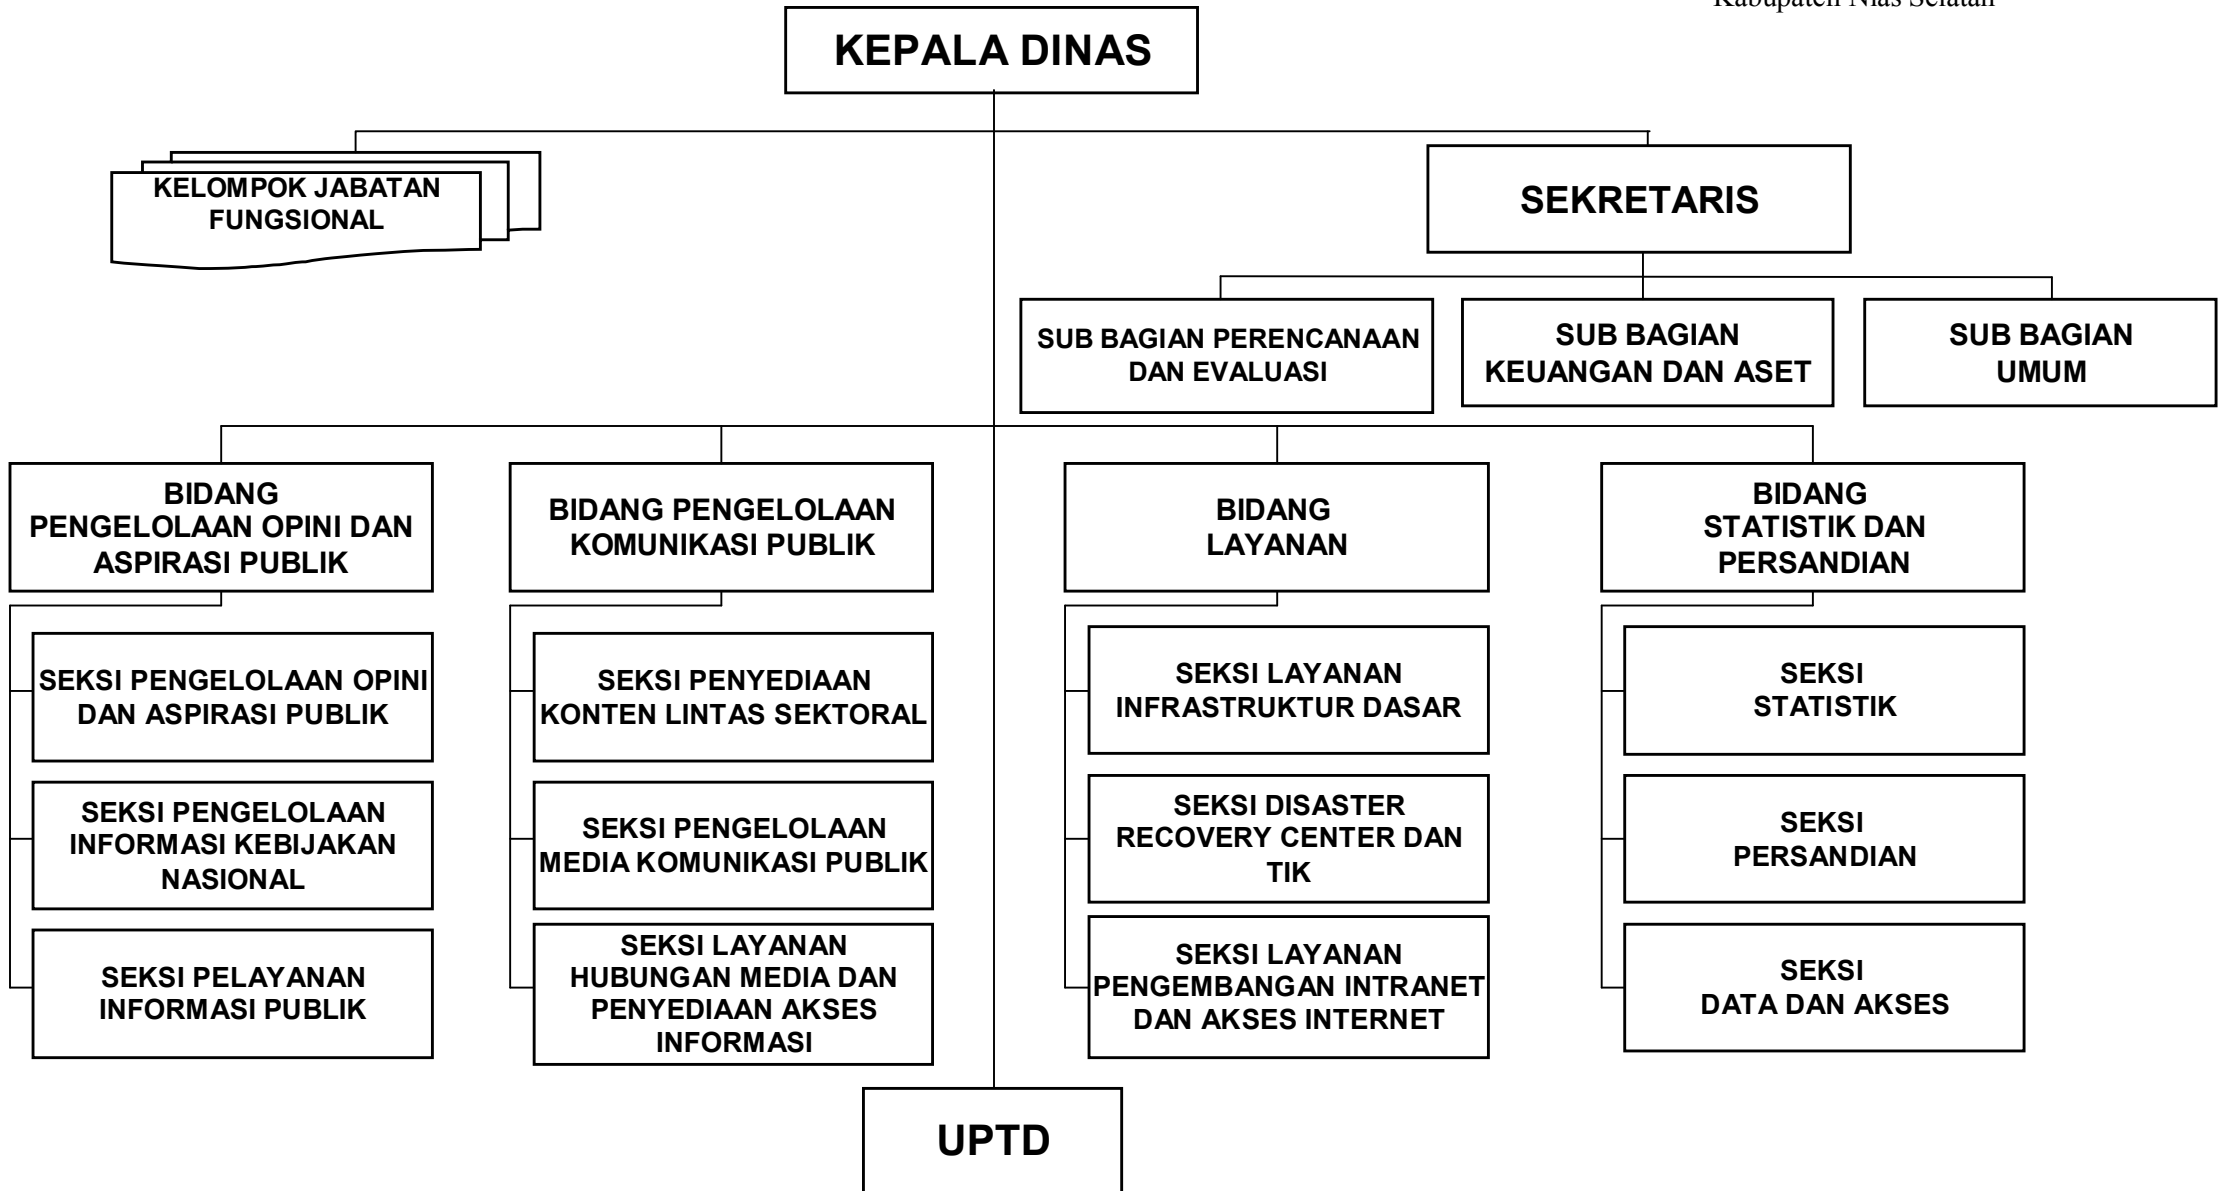 Kabupaten Nias Selatan
KEPALA DINAS
KELOMPOK JABATAN
FUNGSIONAL
SEKRETARIS
SUB BAGIAN PERENCANAAN
DAN EVALUASI
SUB BAGIAN
KEUANGAN DAN ASET
SUB BAGIAN
UMUM
BIDANG
PENGELOLAAN OPINI DAN
ASPIRASI PUBLIK
BIDANG PENGELOLAAN
KOMUNIKASI PUBLIK
BIDANG
LAYANAN
BIDANG
STATISTIK DAN
PERSANDIAN
SEKSI PENGELOLAAN OPINI
DAN ASPIRASI PUBLIK
SEKSI PENGELOLAAN
INFORMASI KEBIJAKAN
NASIONAL
SEKSI PELAYANAN
INFORMASI PUBLIK
SEKSI PENYEDIAAN
KONTEN LINTAS SEKTORAL
SEKSI PENGELOLAAN
MEDIA KOMUNIKASI PUBLIK
SEKSI LAYANAN
HUBUNGAN MEDIA DAN
PENYEDIAAN AKSES
INFORMASI
SEKSI LAYANAN
INFRASTRUKTUR DASAR
SEKSI DISASTER
RECOVERY CENTER DAN
TIK
SEKSI LAYANAN
PENGEMBANGAN INTRANET
DAN AKSES INTERNET
SEKSI
STATISTIK
SEKSI
PERSANDIAN
SEKSI
DATA DAN AKSES
UPTD